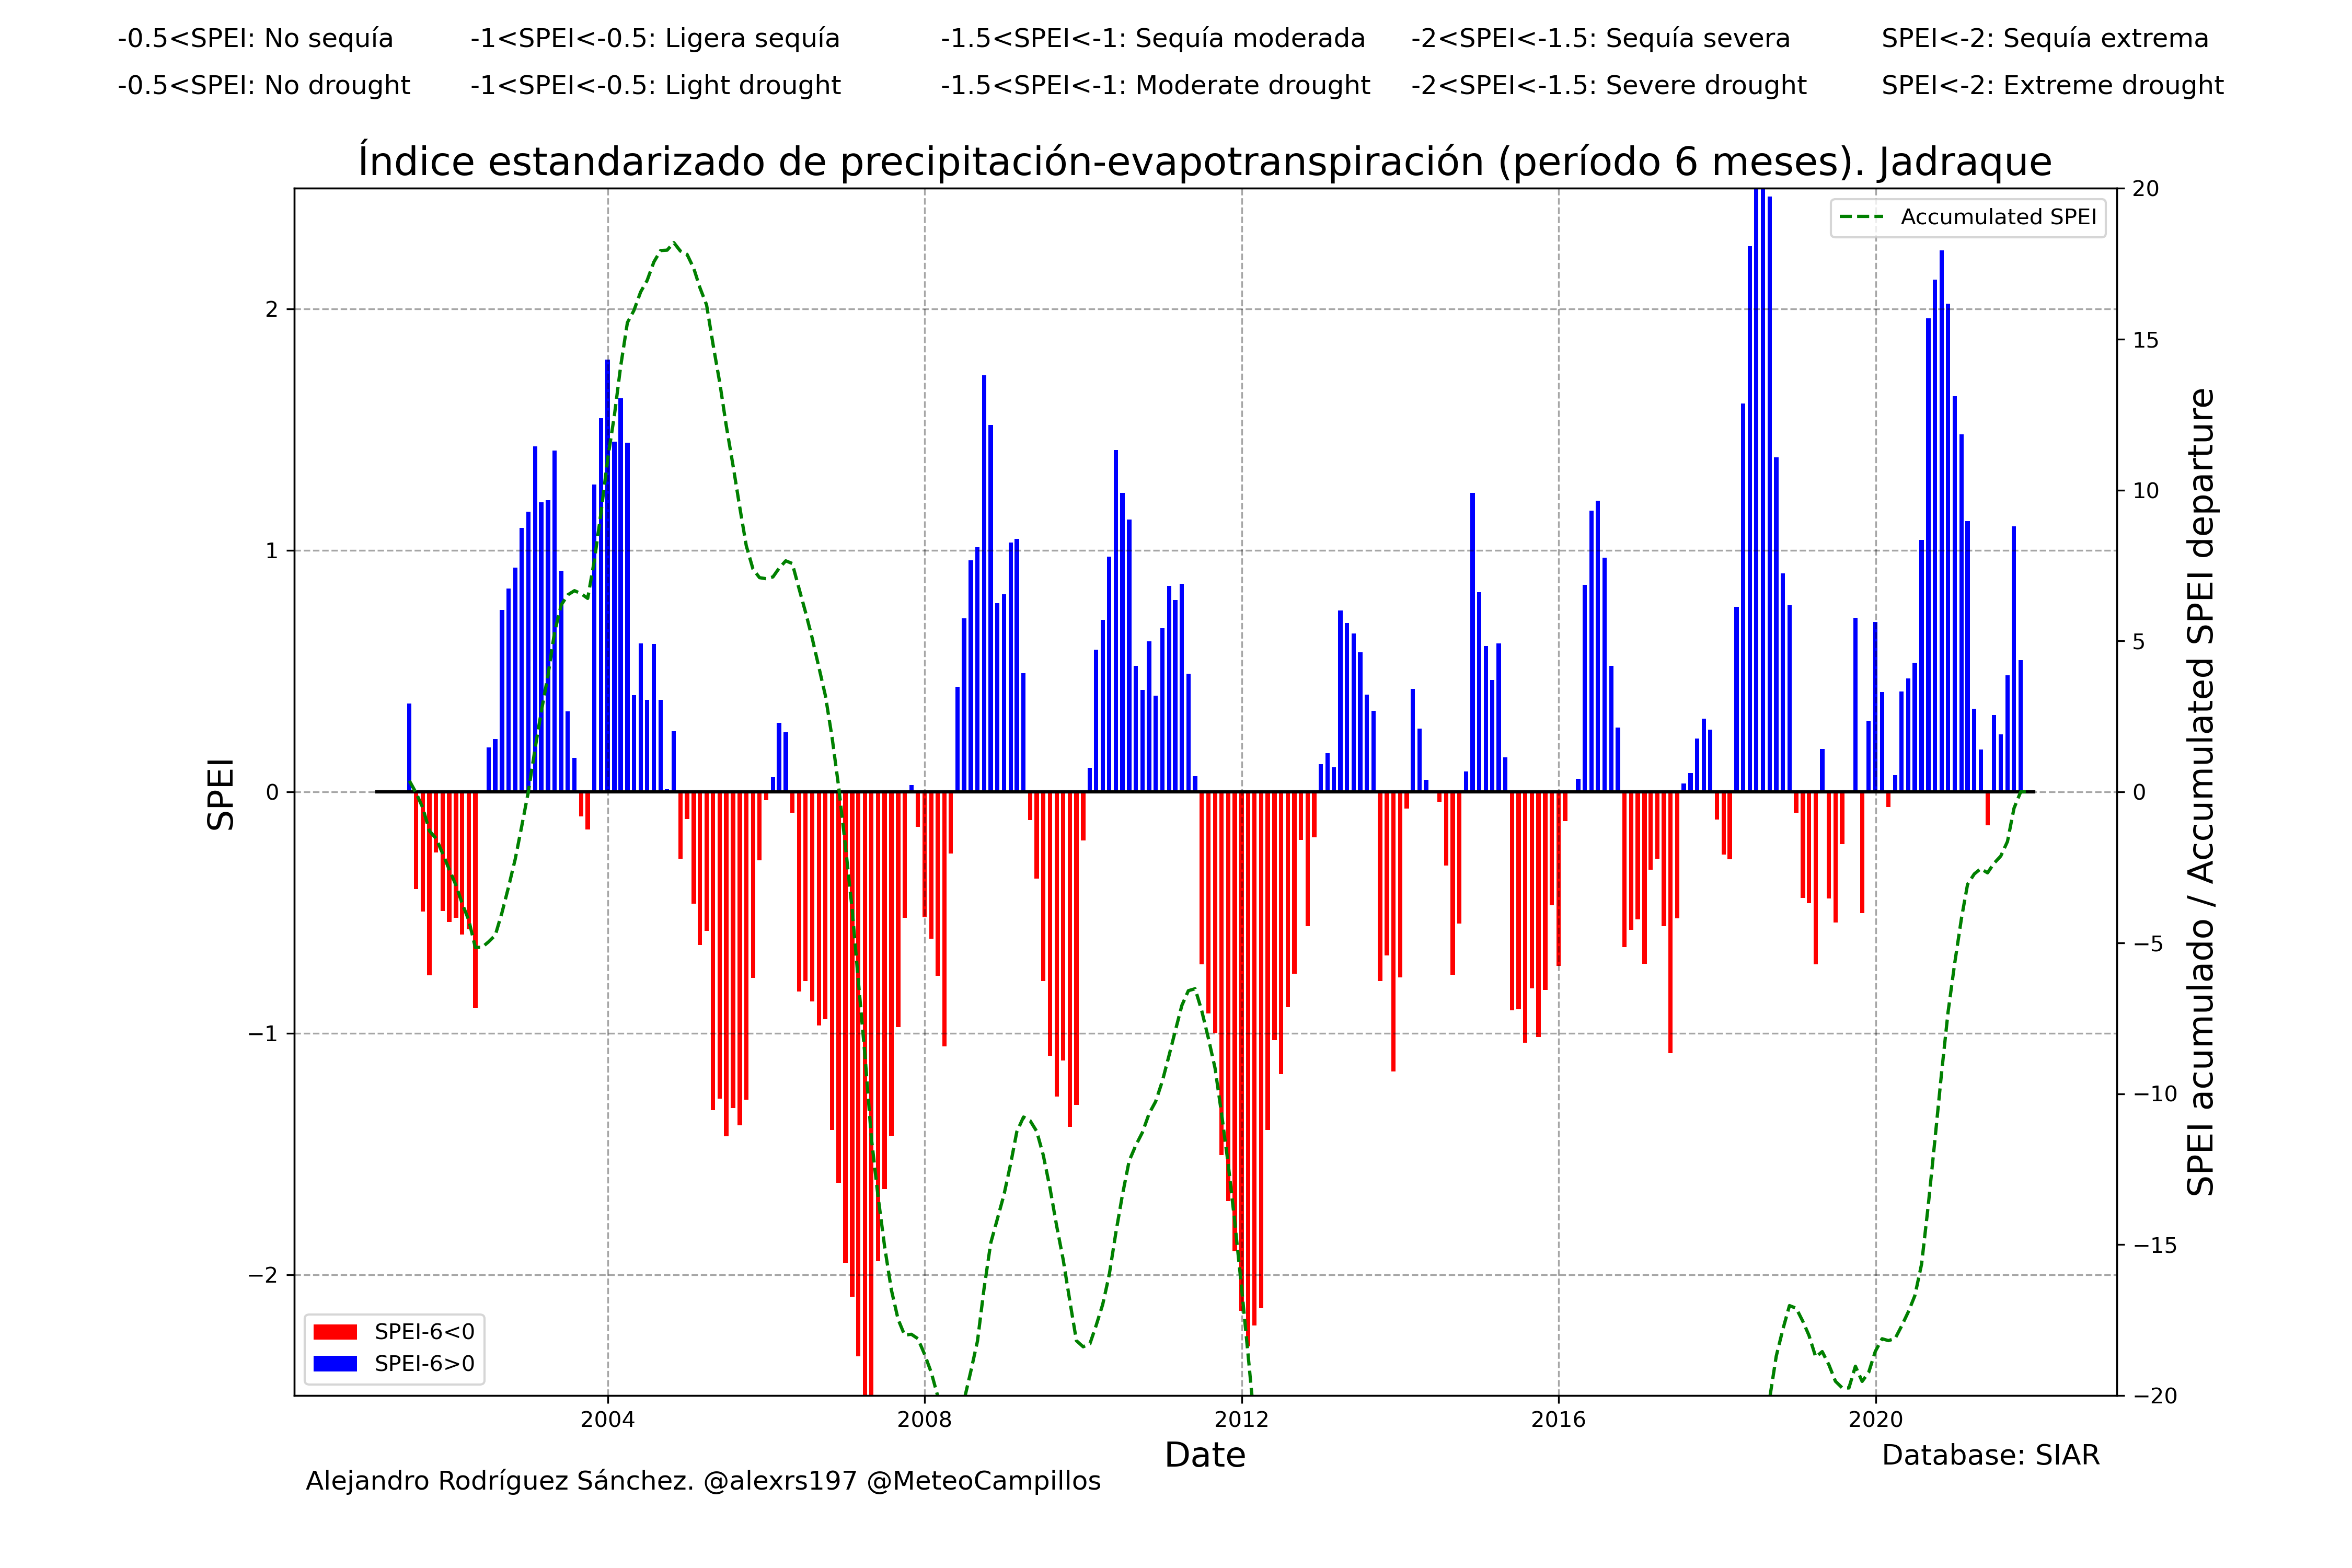 -0.5<SPEI: No sequía -1<SPEI<-0.5: Ligera sequía -1.5<SPEI<-1: Sequía moderada -2<SPEI<-1.5: Sequía severa SPEI<-2: Sequía extrema
-0.5<SPEI: No drought -1<SPEI<-0.5: Light drought -1.5<SPEI<-1: Moderate drought -2<SPEI<-1.5: Severe drought SPEI<-2: Extreme drought
Índice estandarizado de precipitación-evapotranspiración (período 6 meses). Jadraque
Accumulated SPEI
SPEI
2
1
0
−1
−2
20
15
10
5
0
−5
−10
−15
−20
SPEI acumulado / Accumulated SPEI departure
SPEI-6<0
SPEI-6>0
2004 2008 2012 2016 2020
Date
Database: SIAR
Alejandro Rodríguez Sánchez. @alexrs197 @MeteoCampillos